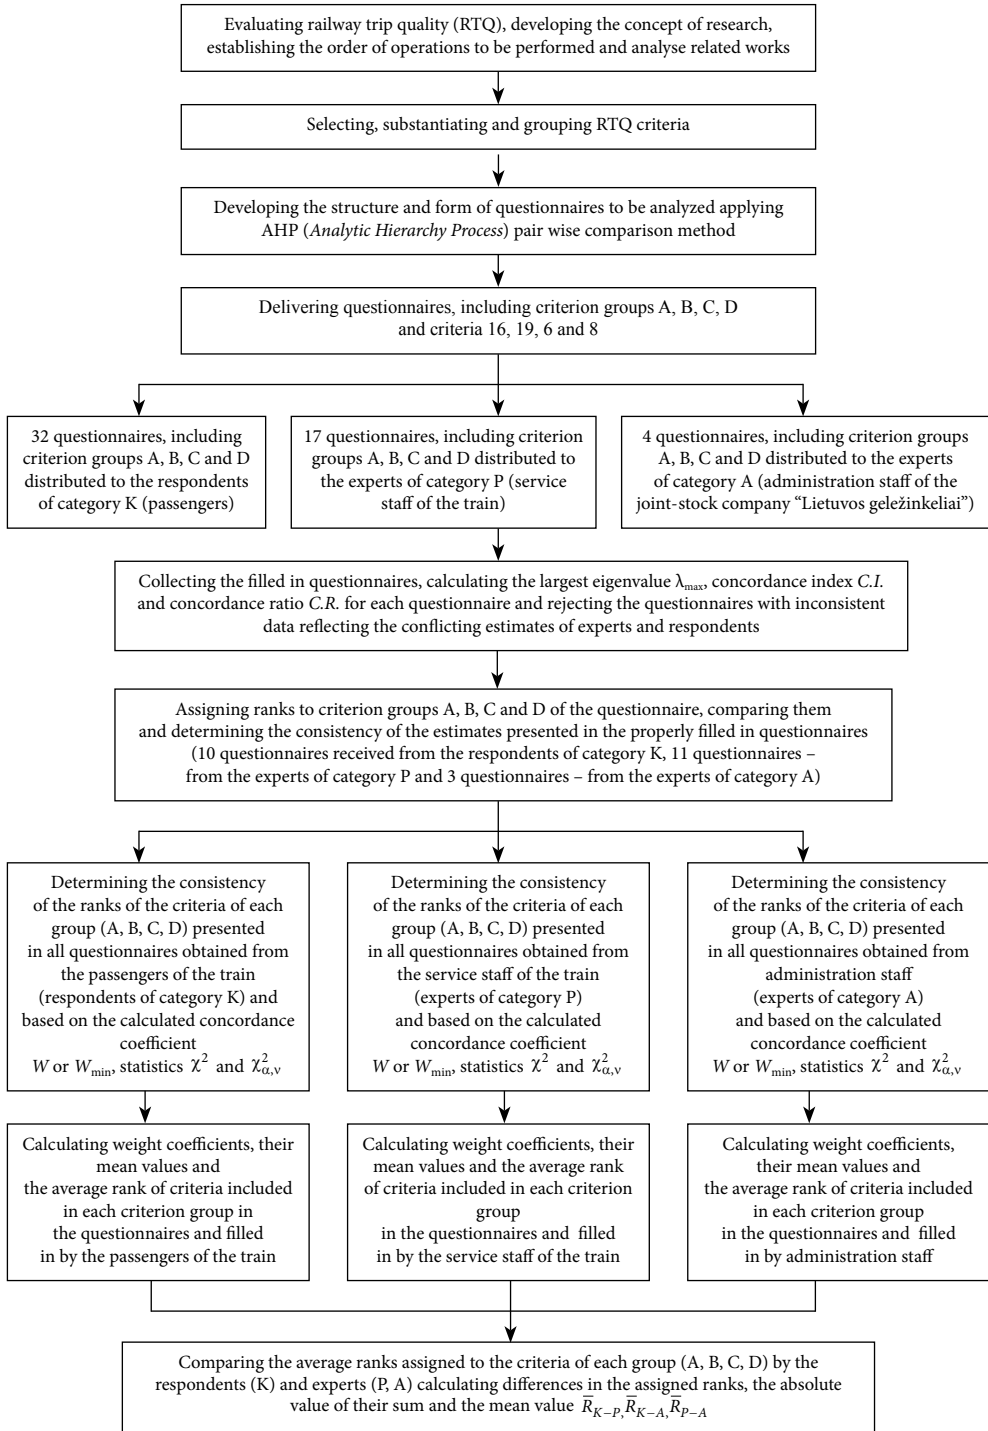 Evaluating railway trip quality (RTQ), developing the concept of research,
establishing the order of operations to be performed and analyse related works
Selecting, substantiating and grouping RTQ criteria
Developing the structure and form of questionnaires to be analyzed applying
AHP (Analytic Hierarchy Process) pair wise comparison method
Delivering questionnaires, including criterion groups A, B, C, D
and criteria 16, 19, 6 and 8
32 questionnaires, including
criterion groups A, B, C and D
distributed to the respondents
of category K (passengers)
17 questionnaires, including criterion
groups A, B, C and D distributed to
the experts of category P (service
staff of the train)
4 questionnaires, including criterion groups
A, B, C and D distributed to the experts
of category A (administration staff of the
joint-stock company “Lietuvos geležinkeliai”)
Collecting the filled in questionnaires, calculating the largest eigenvalue λmax, concordance index C.I.
and concordance ratio C.R. for each questionnaire and rejecting the questionnaires with inconsistent
data reflecting the conflicting estimates of experts and respondents
Assigning ranks to criterion groups A, B, C and D of the questionnaire, comparing them
and determining the consistency of the estimates presented in the properly filled in questionnaires
(10 questionnaires received from the respondents of category K, 11 questionnaires –
from the experts of category P and 3 questionnaires – from the experts of category A)
Determining the consistency
of the ranks of the criteria of each
group (A, B, C, D) presented
in all questionnaires obtained from
the passengers of the train
(respondents of category K) and
based on the calculated concordance
coefficient
W or Wmin, statistics χ² and χ²α,ν
Determining the consistency
of the ranks of the criteria of each
group (A, B, C, D) presented
in all questionnaires obtained from
the service staff of the train
(experts of category P)
and based on the calculated
concordance coefficient
W or Wmin, statistics χ² and χ²α,ν
Determining the consistency
of the ranks of the criteria of each
group (A, B, C, D) presented
in all questionnaires obtained from
administration staff
(experts of category A)
and based on the calculated
concordance coefficient
W or Wmin, statistics χ² and χ²α,ν
Calculating weight coefficients, their
mean values and
the average rank of criteria included
in each criterion group in
the questionnaires and filled
in by the passengers of the train
Calculating weight coefficients, their
mean values and the average rank
of criteria included in each criterion
group
in the questionnaires and filled
in by the service staff of the train
Calculating weight coefficients,
their mean values and
the average rank of criteria included
in each criterion group
in the questionnaires and filled
in by administration staff
Comparing the average ranks assigned to the criteria of each group (A, B, C, D) by the
respondents (K) and experts (P, A) calculating differences in the assigned ranks, the absolute
value of their sum and the mean value R̄K−P, R̄K−A, R̄P−A